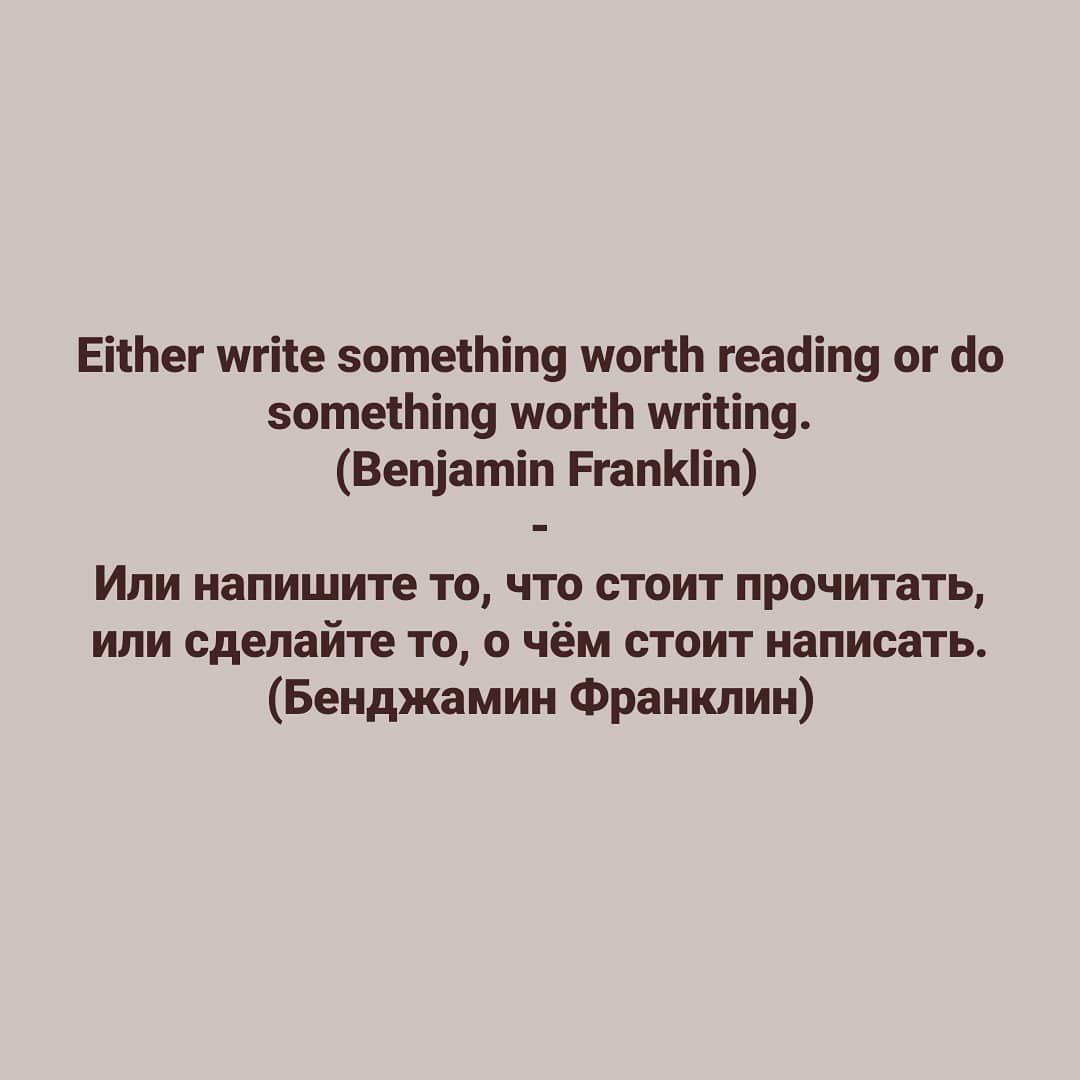 Either write something worth reading or do
something worth writing.
(Benjamin Franklin)
-
Или напишите то, что стоит прочитать,
или сделайте то, о чём стоит написать.
(Бенджамин Франклин)